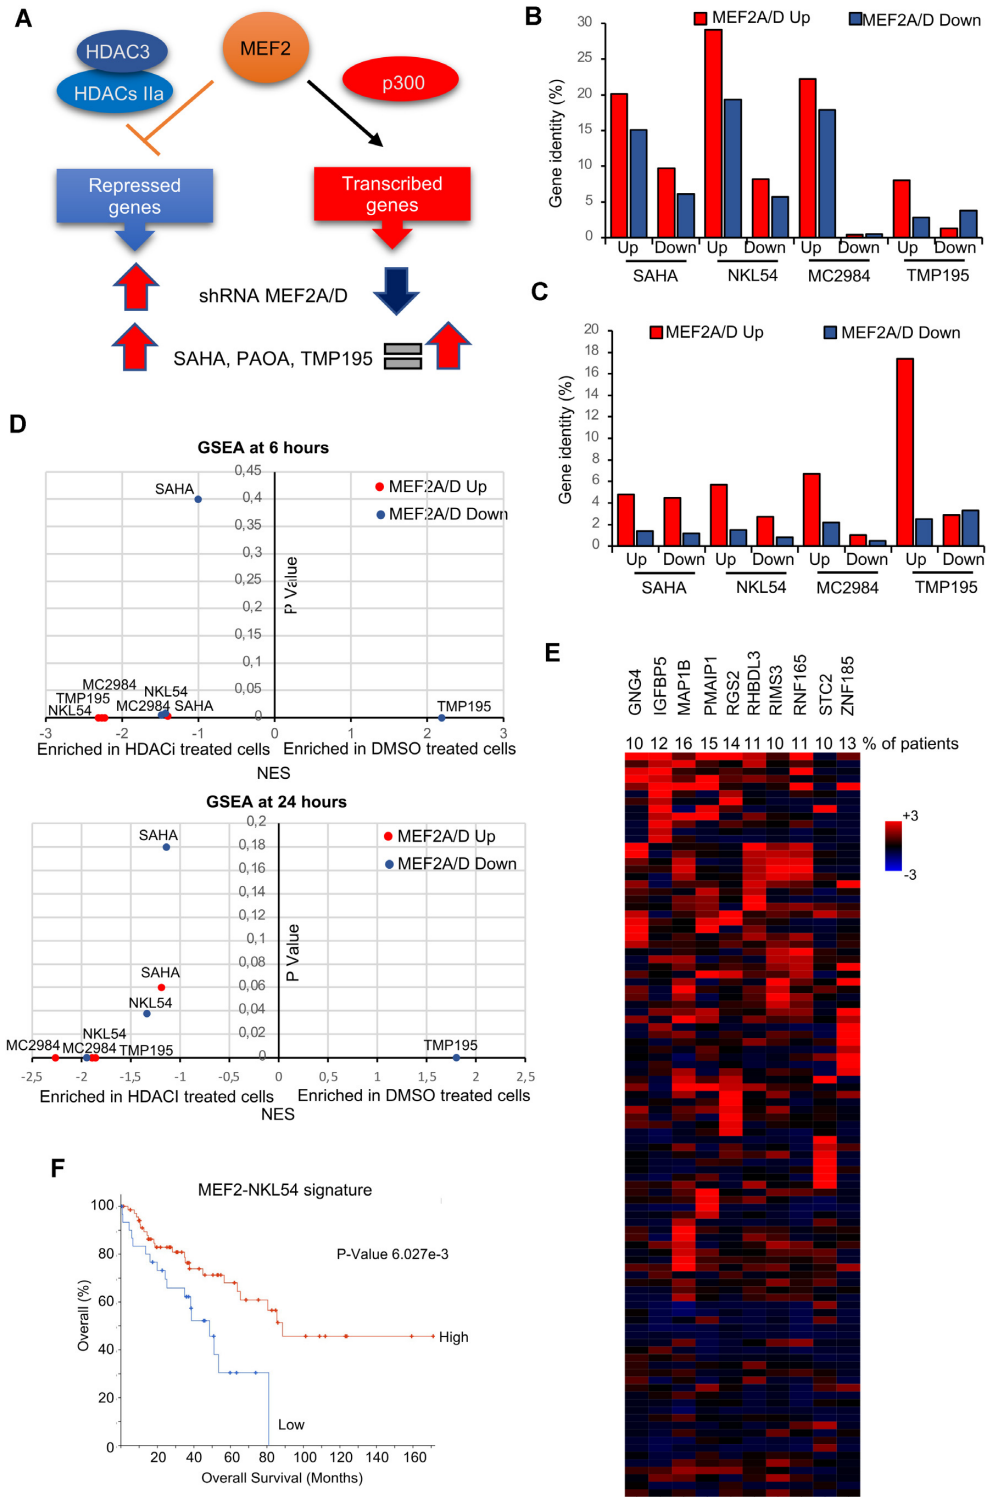 A
HDAC3
HDACs IIa
MEF2
p300
Repressed
genes
Transcribed
genes
shRNA MEF2A/D
SAHA, PAOA, TMP195
B
MEF2A/D Up
MEF2A/D Down
Gene identity (%)
30
25
20
15
10
5
0
Up Down Up Down Up Down Up Down
SAHA NKL54 MC2984 TMP195
C
MEF2A/D Up
MEF2A/D Down
Gene identity (%)
20
18
16
14
12
10
8
6
4
2
0
Up Down Up Down Up Down Up Down
SAHA NKL54 MC2984 TMP195
D
GSEA at 6 hours
MEF2A/D Up
MEF2A/D Down
0,45
0,4
0,35
0,3
0,25
0,2
0,15
0,1
0,05
0
P Value
SAHA
MC2984
TMP195
NKL54
NKL54
MC2984
SAHA
TMP195
-3 -2 -1 0 1 2 3
Enriched in HDACi treated cells
Enriched in DMSO treated cells
NES
GSEA at 24 hours
MEF2A/D Up
MEF2A/D Down
0,2
0,18
0,16
0,14
0,12
0,1
0,08
0,06
0,04
0,02
0
P Value
SAHA
SAHA
NKL54
NKL54
MC2984
MC2984
TMP195
TMP195
-2,5 -2 -1,5 -1 -0,5 0 0,5 1 1,5 2 2,5
Enriched in HDACI treated cells
Enriched in DMSO treated cells
NES
E
GNG4
IGFBP5
MAP1B
PMAIP1
RGS2
RHBDL3
RIMS3
RNF165
STC2
ZNF185
10 12 16 15 14 11 10 11 10 13 % of patients
+3
-3
F
MEF2-NKL54 signature
P-Value 6.027e-3
Overall (%)
100
80
60
40
20
0
High
Low
20 40 60 80 100 120 140 160
Overall Survival (Months)